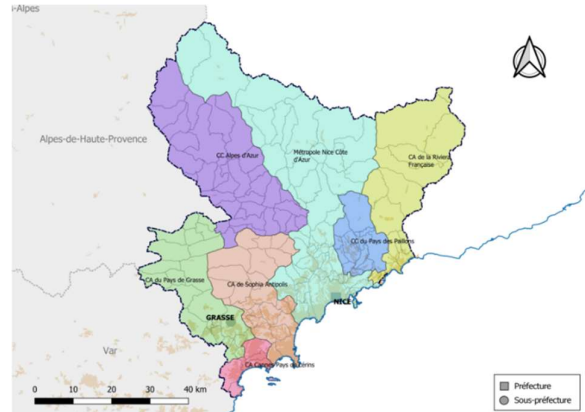 -Alpes
Alpes-de-Haute-Provence
CC Alpes d'Azur
Métropole Nice Côte
d'Azur
CA de la Riviera
Française
CC du Pays des Paillons
CA du Pays de Grasse
CA de Sophia Antipolis
NICE
GRASSE
Var
CA Cannes Pays de Lérins
0 10 20 30 40 km
Préfecture
Sous-préfecture